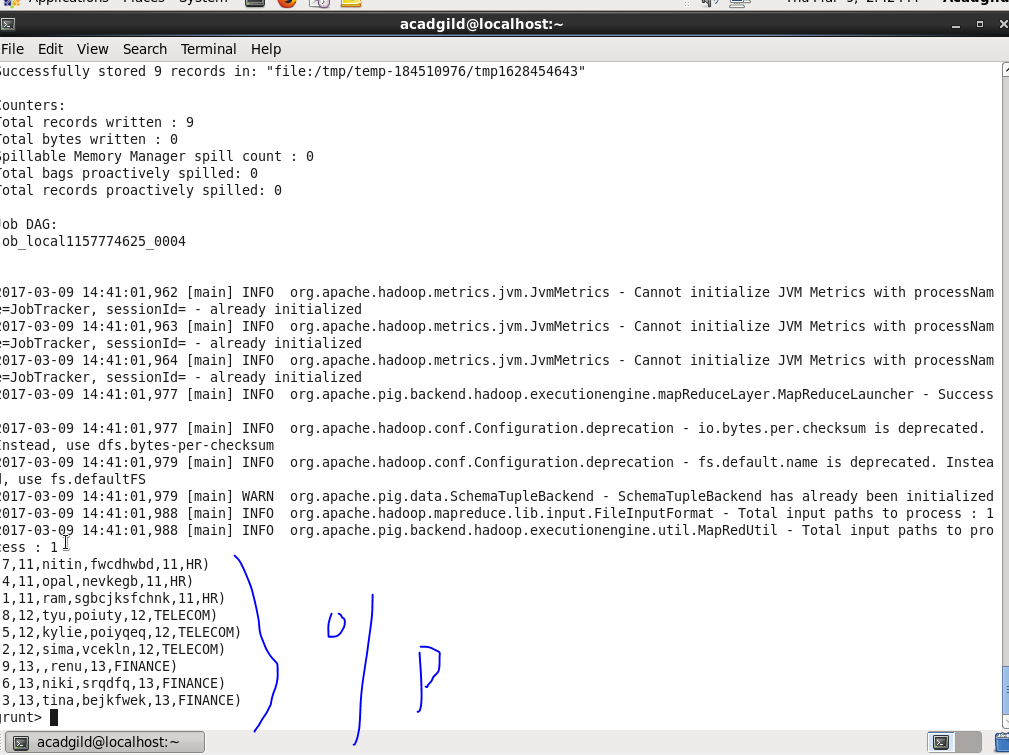 Applications Places System
acadgild@localhost:~
File Edit View Search Terminal Help
Successfully stored 9 records in: "file:/tmp/temp-184510976/tmp1628454643"
Counters:
Total records written : 9
Total bytes written : 0
Spillable Memory Manager spill count : 0
Total bags proactively spilled: 0
Total records proactively spilled: 0
Job DAG:
job_local1157774625_0004
2017-03-09 14:41:01,962 [main] INFO  org.apache.hadoop.metrics.jvm.JvmMetrics - Cannot initialize JVM Metrics with processNam
e=JobTracker, sessionId= - already initialized
2017-03-09 14:41:01,963 [main] INFO  org.apache.hadoop.metrics.jvm.JvmMetrics - Cannot initialize JVM Metrics with processNam
e=JobTracker, sessionId= - already initialized
2017-03-09 14:41:01,964 [main] INFO  org.apache.hadoop.metrics.jvm.JvmMetrics - Cannot initialize JVM Metrics with processNam
e=JobTracker, sessionId= - already initialized
2017-03-09 14:41:01,977 [main] INFO  org.apache.pig.backend.hadoop.executionengine.mapReduceLayer.MapReduceLauncher - Success
2017-03-09 14:41:01,977 [main] INFO  org.apache.hadoop.conf.Configuration.deprecation - io.bytes.per.checksum is deprecated.
Instead, use dfs.bytes-per-checksum
2017-03-09 14:41:01,979 [main] INFO  org.apache.hadoop.conf.Configuration.deprecation - fs.default.name is deprecated. Instea
d, use fs.defaultFS
2017-03-09 14:41:01,979 [main] WARN  org.apache.pig.data.SchemaTupleBackend - SchemaTupleBackend has already been initialized
2017-03-09 14:41:01,988 [main] INFO  org.apache.hadoop.mapreduce.lib.input.FileInputFormat - Total input paths to process : 1
2017-03-09 14:41:01,988 [main] INFO  org.apache.pig.backend.hadoop.executionengine.util.MapRedUtil - Total input paths to pro
cess : 1
7,11,nitin,fwcdhwbd,11,HR)
4,11,opal,nevkegb,11,HR)
1,11,ram,sgbcjksfchnk,11,HR)
8,12,tyu,poiuty,12,TELECOM)
5,12,kylie,poiyqeq,12,TELECOM)
2,12,sima,vcekln,12,TELECOM)
9,13,,renu,13,FINANCE)
6,13,niki,srqdfq,13,FINANCE)
3,13,tina,bejkfwek,13,FINANCE)
O/P
grunt>
acadgild@localhost:~